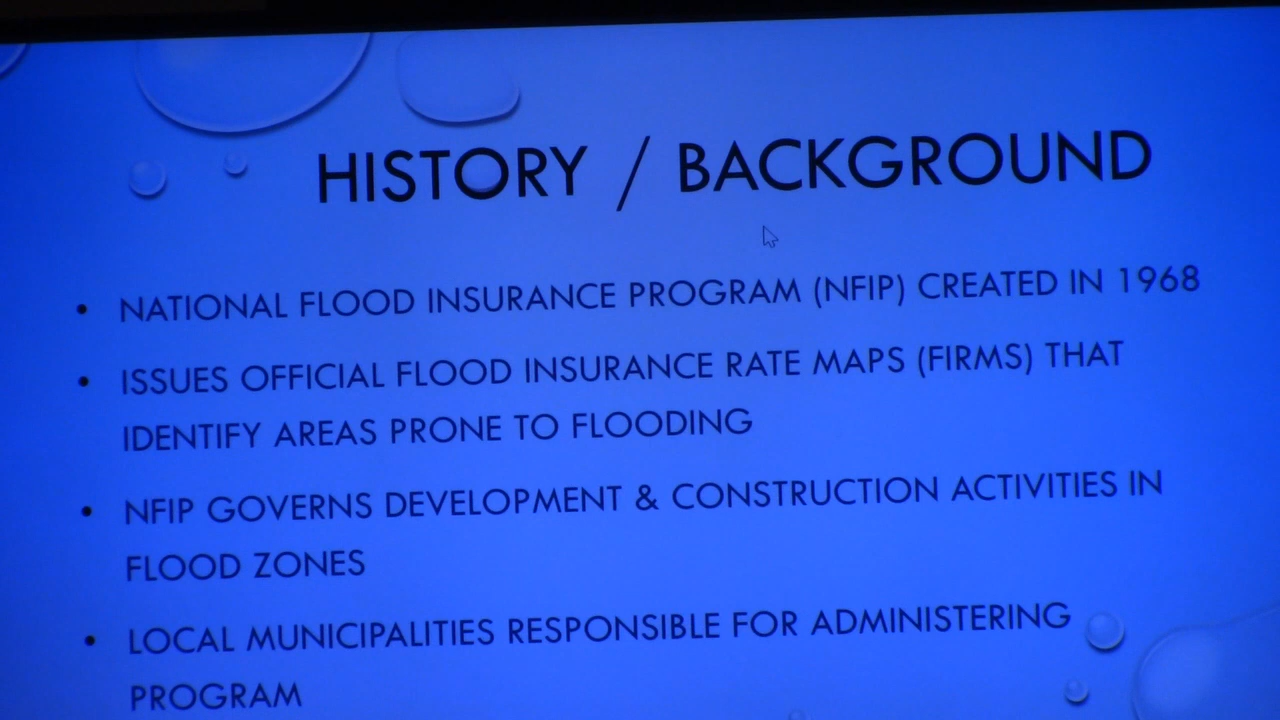 HISTORY / BACKGROUND
• NATIONAL FLOOD INSURANCE PROGRAM (NFIP) CREATED IN 1968
• ISSUES OFFICIAL FLOOD INSURANCE RATE MAPS (FIRMS) THAT
IDENTIFY AREAS PRONE TO FLOODING
• NFIP GOVERNS DEVELOPMENT & CONSTRUCTION ACTIVITIES IN
FLOOD ZONES
• LOCAL MUNICIPALITIES RESPONSIBLE FOR ADMINISTERING
PROGRAM